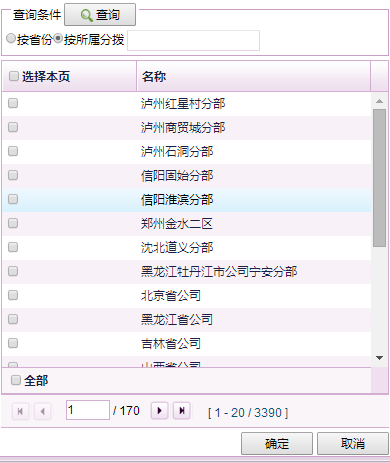 查询条件 查询
按省份 按所属分拨
选择本页 名称
泸州红星村分部
泸州商贸城分部
泸州石洞分部
信阳固始分部
信阳淮滨分部
郑州金水二区
沈北道义分部
黑龙江牡丹江市公司宁安分部
北京省公司
黑龙江省公司
吉林省公司
山西省公司
全部
1 / 170 [ 1 - 20 / 3390 ]
确定 取消